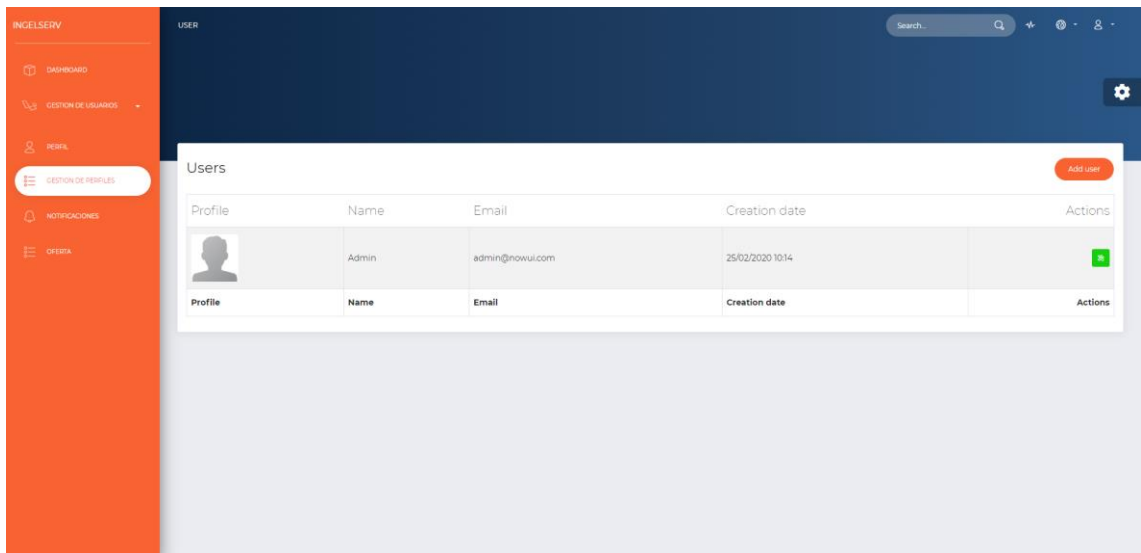 INGELSERV
DASHBOARD
GESTION DE USUARIOS
PERFIL
GESTION DE PERFILES
NOTIFICACIONES
OFERTA
USER
Search...
Users
Add user
Profile Name Email Creation date Actions
Admin admin@nowui.com 25/02/2020 10:14
Profile Name Email Creation date Actions